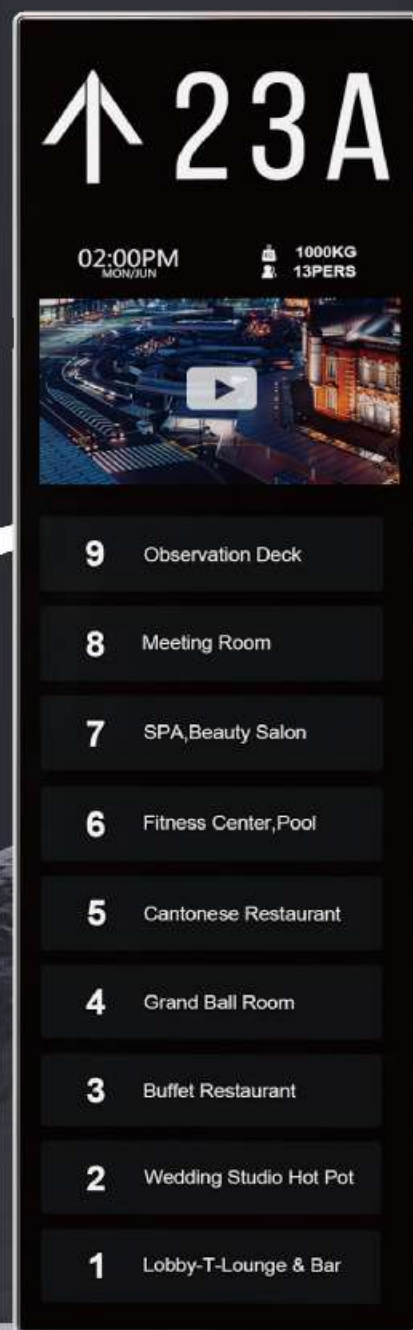 23A
02:00PM
MON/JUN
1000KG
13PERS
9 Observation Deck
8 Meeting Room
7 SPA,Beauty Salon
6 Fitness Center,Pool
5 Cantonese Restaurant
4 Grand Ball Room
3 Buffet Restaurant
2 Wedding Studio Hot Pot
1 Lobby-T-Lounge & Bar